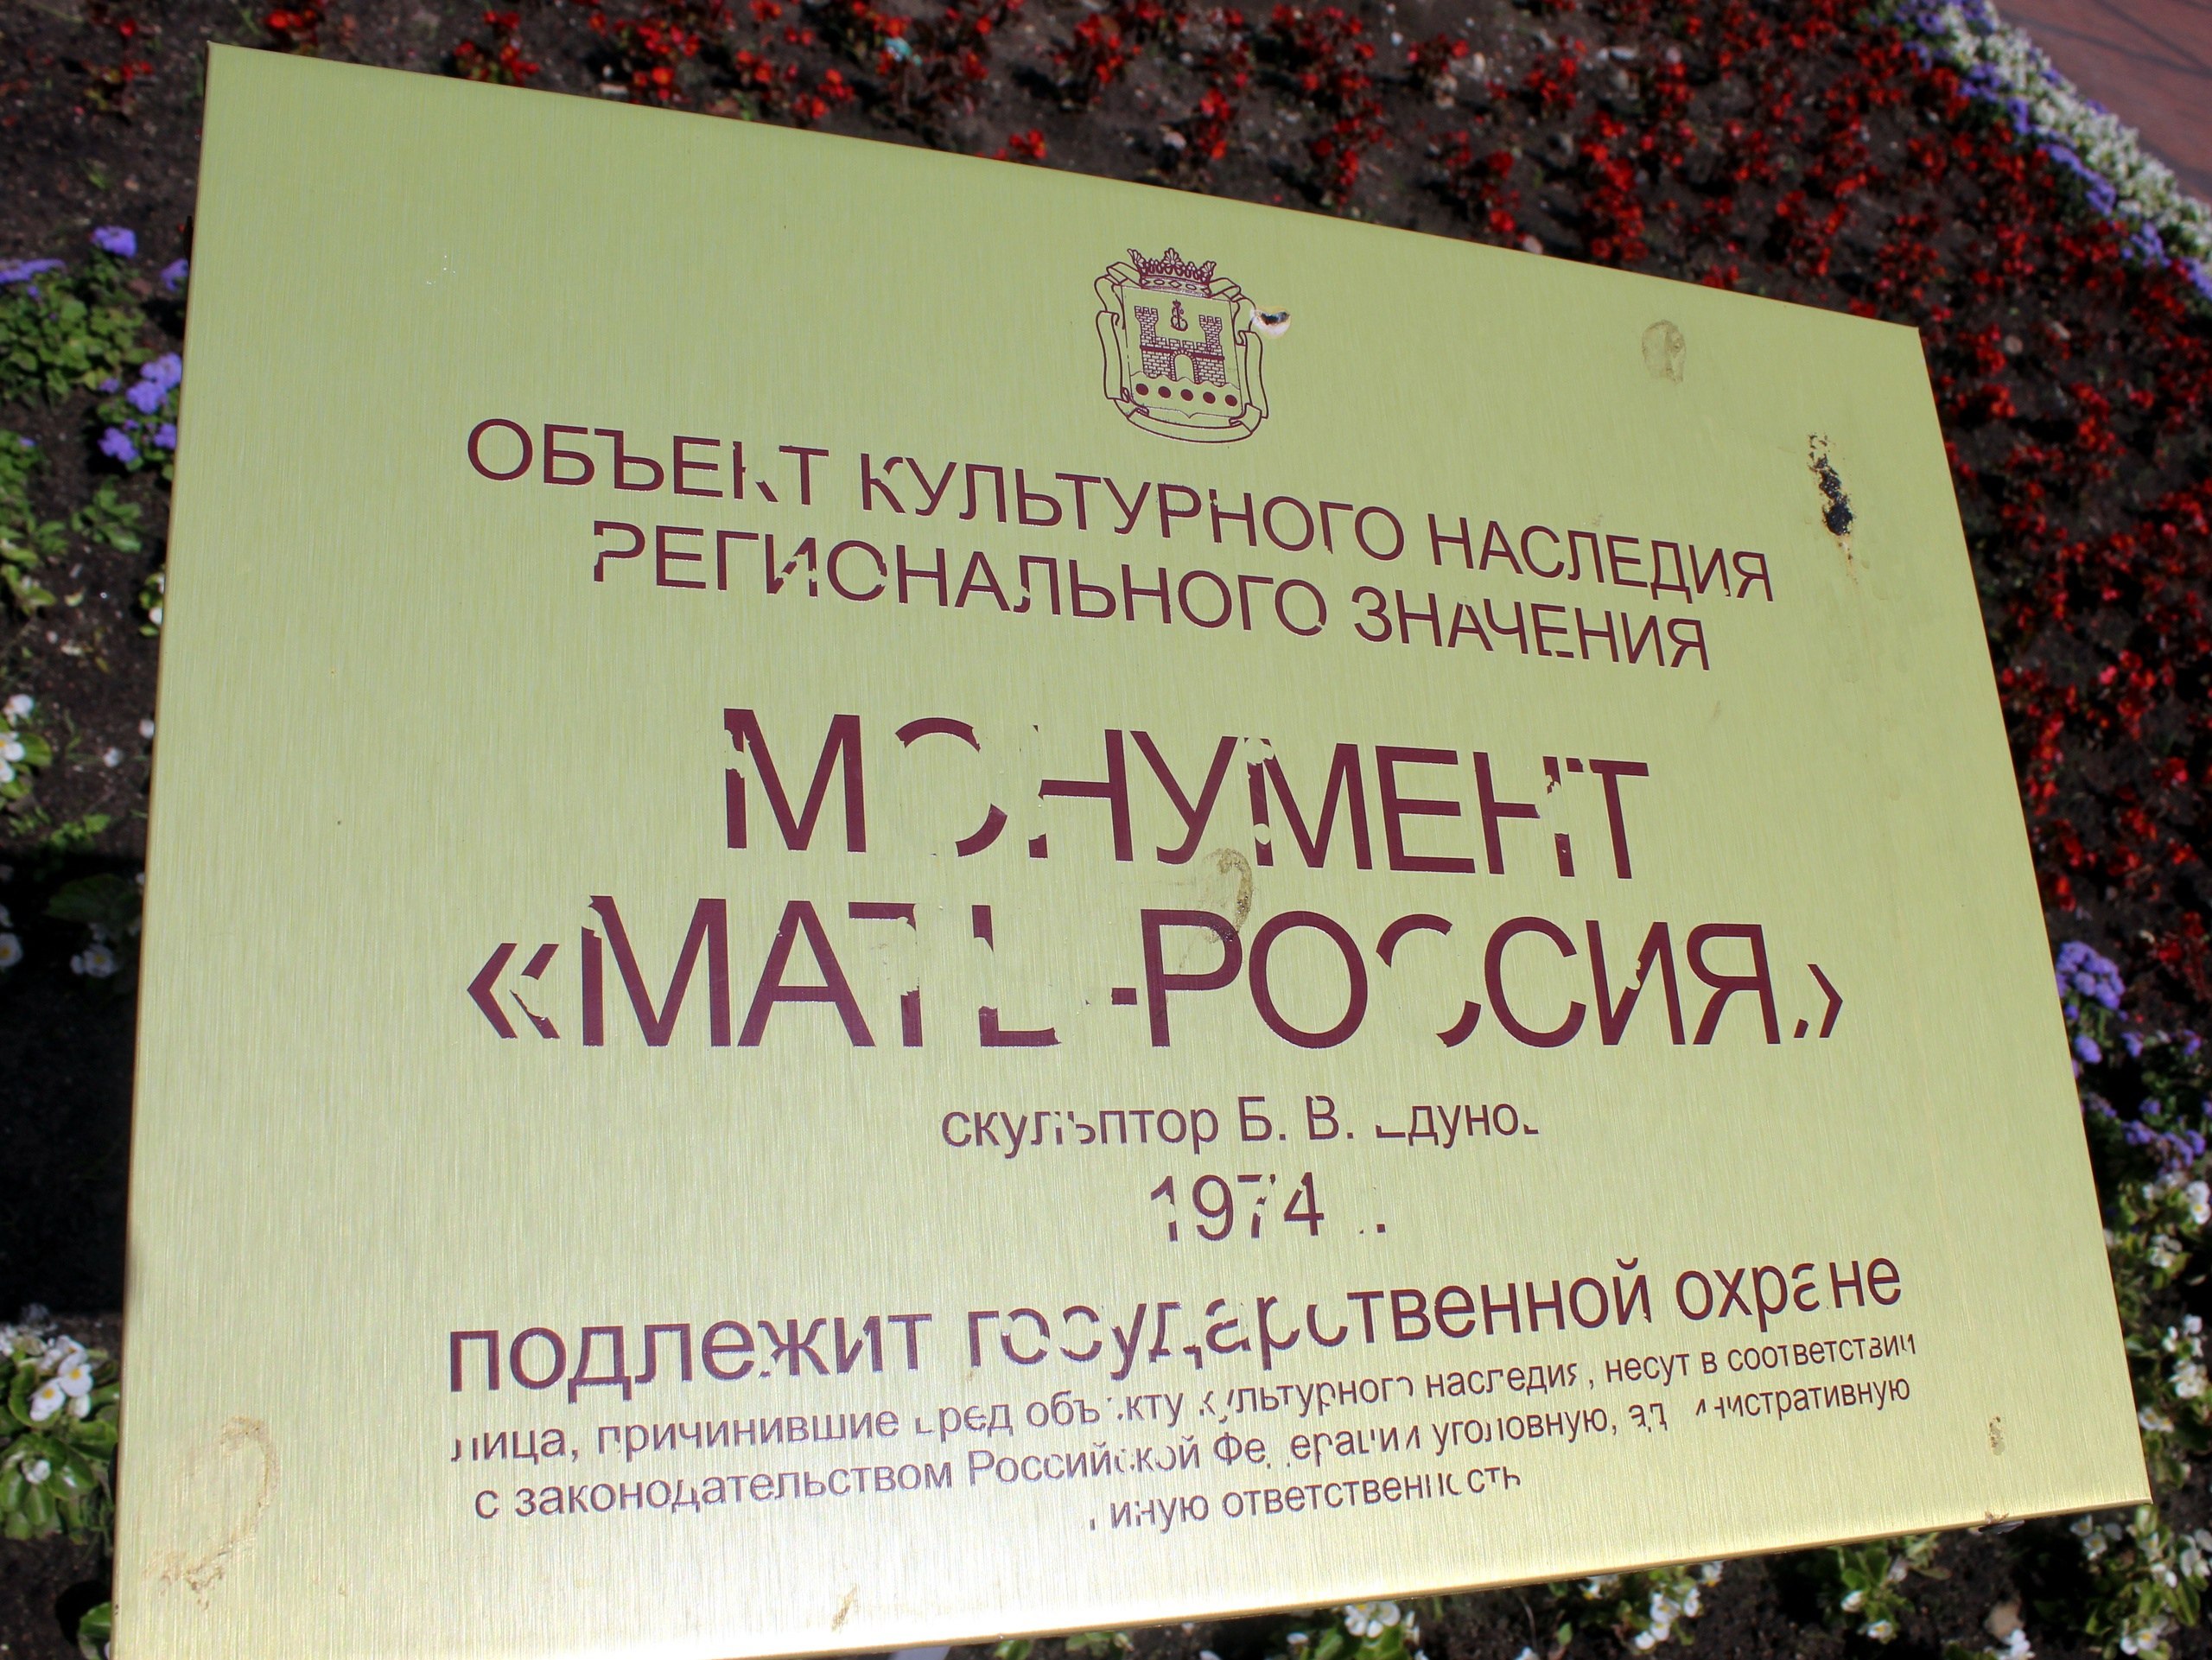 ОБЪЕКТ КУЛЬТУРНОГО НАСЛЕДИЯ
РЕГИОНАЛЬНОГО ЗНАЧЕНИЯ
МОНУМЕНТ
«МАТЬ-РОССИЯ»
скульптор Б. В. Едунов
1974 г.
подлежит государственной охране
лица, причинившие вред объекту культурного наследия, несут в соответствии
с законодательством Российской Федерации уголовную, административную
и иную ответственность